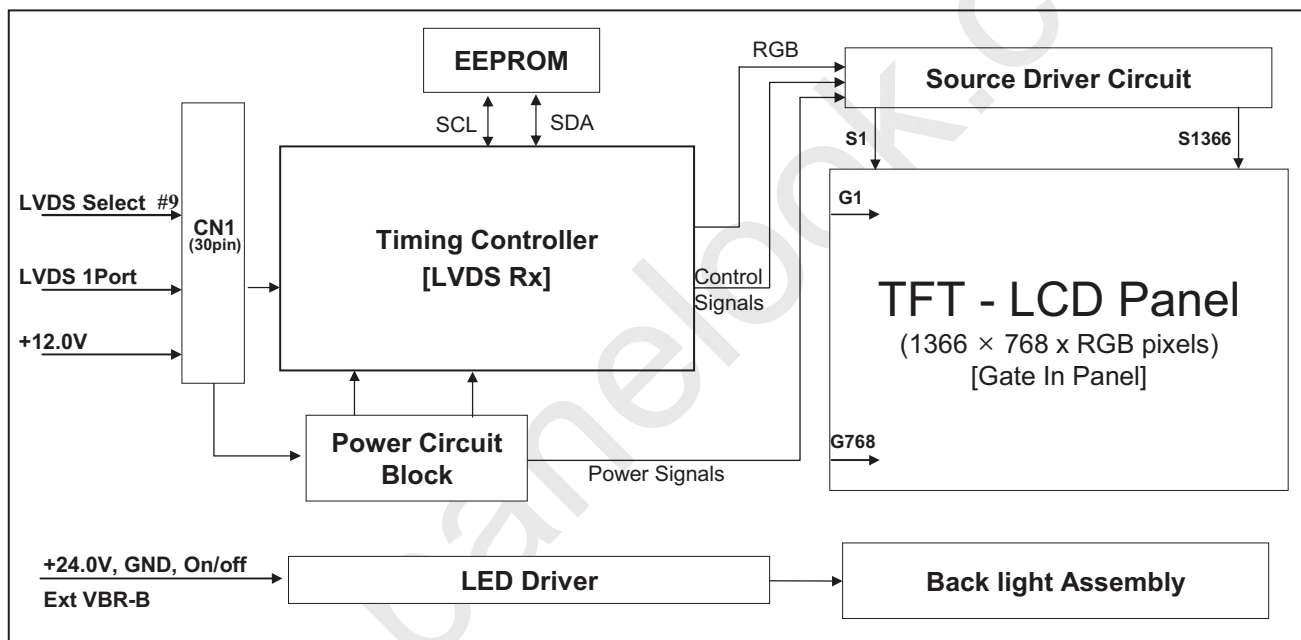 EEPROM
SCL
SDA
RGB
Source Driver Circuit
S1
S1366
LVDS Select #9
LVDS 1Port
+12.0V
CN1
(30pin)
Timing Controller
[LVDS Rx]
Control
Signals
G1
TFT - LCD Panel
(1366 × 768 x RGB pixels)
[Gate In Panel]
G768
Power Circuit
Block
Power Signals
+24.0V, GND, On/off
Ext VBR-B
LED Driver
Back light Assembly
panelook.c